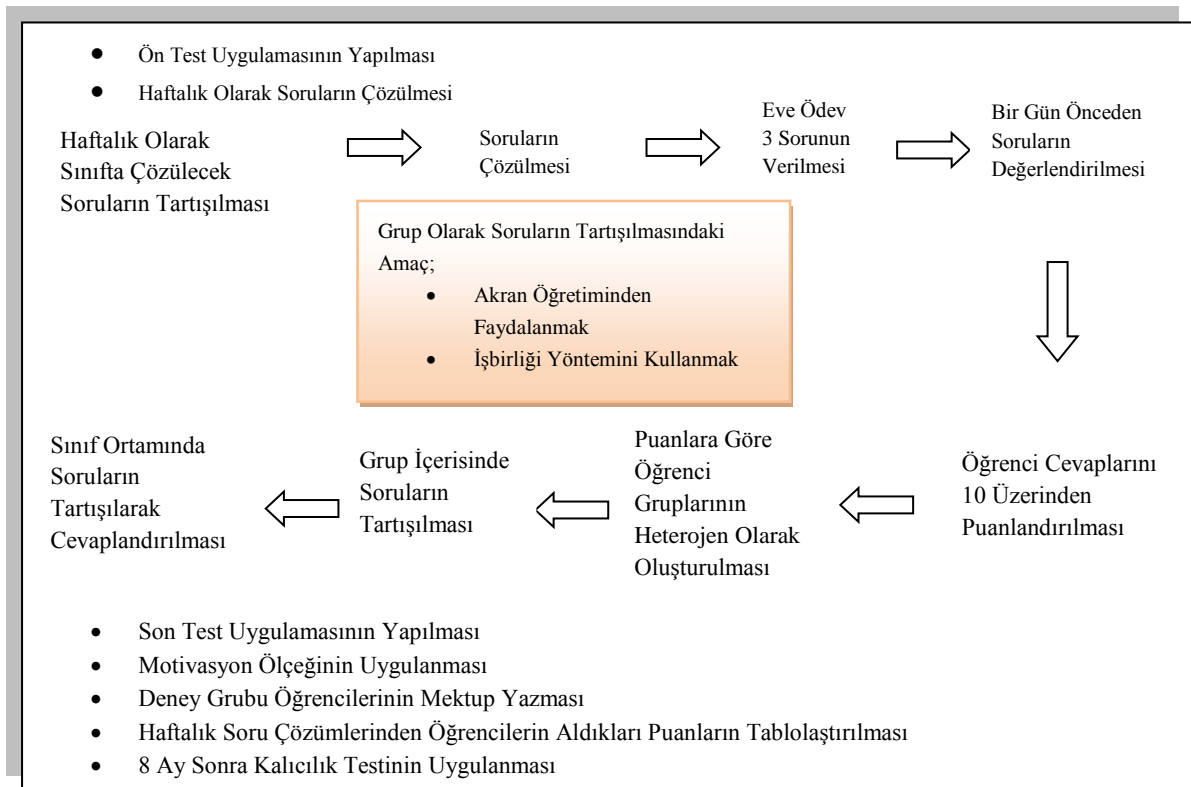 Ön Test Uygulamasının Yapılması
Haftalık Olarak Soruların Çözülmesi
Haftalık Olarak
Sınıfta Çözülecek
Soruların Tartışılması
Soruların
Çözülmesi
Eve Ödev
3 Sorunun
Verilmesi
Bir Gün Önceden
Soruların
Değerlendirilmesi
Grup Olarak Soruların Tartışılmasındaki
Amaç;
Akran Öğretiminden
Faydalanmak
İşbirliği Yöntemini Kullanmak
Öğrenci Cevaplarını
10 Üzerinden
Puanlandırılması
Puanlara Göre
Öğrenci
Gruplarının
Heterojen Olarak
Oluşturulması
Grup İçerisinde
Soruların
Tartışılması
Sınıf Ortamında
Soruların
Tartışılarak
Cevaplandırılması
Son Test Uygulamasının Yapılması
Motivasyon Ölçeğinin Uygulanması
Deney Grubu Öğrencilerinin Mektup Yazması
Haftalık Soru Çözümlerinden Öğrencilerin Aldıkları Puanların Tablolaştırılması
8 Ay Sonra Kalıcılık Testinin Uygulanması